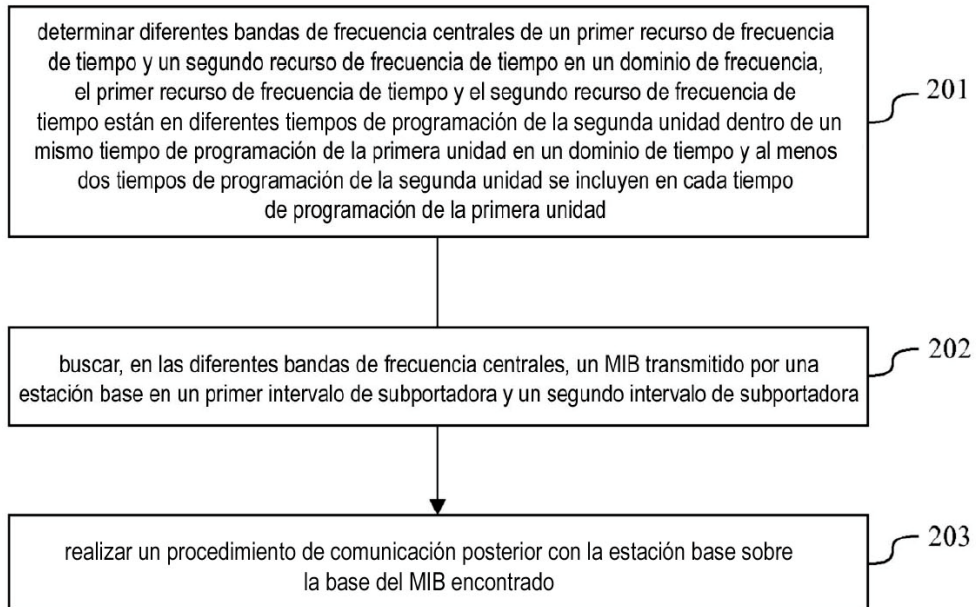 determinar diferentes bandas de frecuencia centrales de un primer recurso de frecuencia
de tiempo y un segundo recurso de frecuencia de tiempo en un dominio de frecuencia,
el primer recurso de frecuencia de tiempo y el segundo recurso de frecuencia de
tiempo están en diferentes tiempos de programación de la segunda unidad dentro de un
mismo tiempo de programación de la primera unidad en un dominio de tiempo y al menos
dos tiempos de programación de la segunda unidad se incluyen en cada tiempo
de programación de la primera unidad
201
buscar, en las diferentes bandas de frecuencia centrales, un MIB transmitido por una
estación base en un primer intervalo de subportadora y un segundo intervalo de subportadora
202
realizar un procedimiento de comunicación posterior con la estación base sobre
la base del MIB encontrado
203